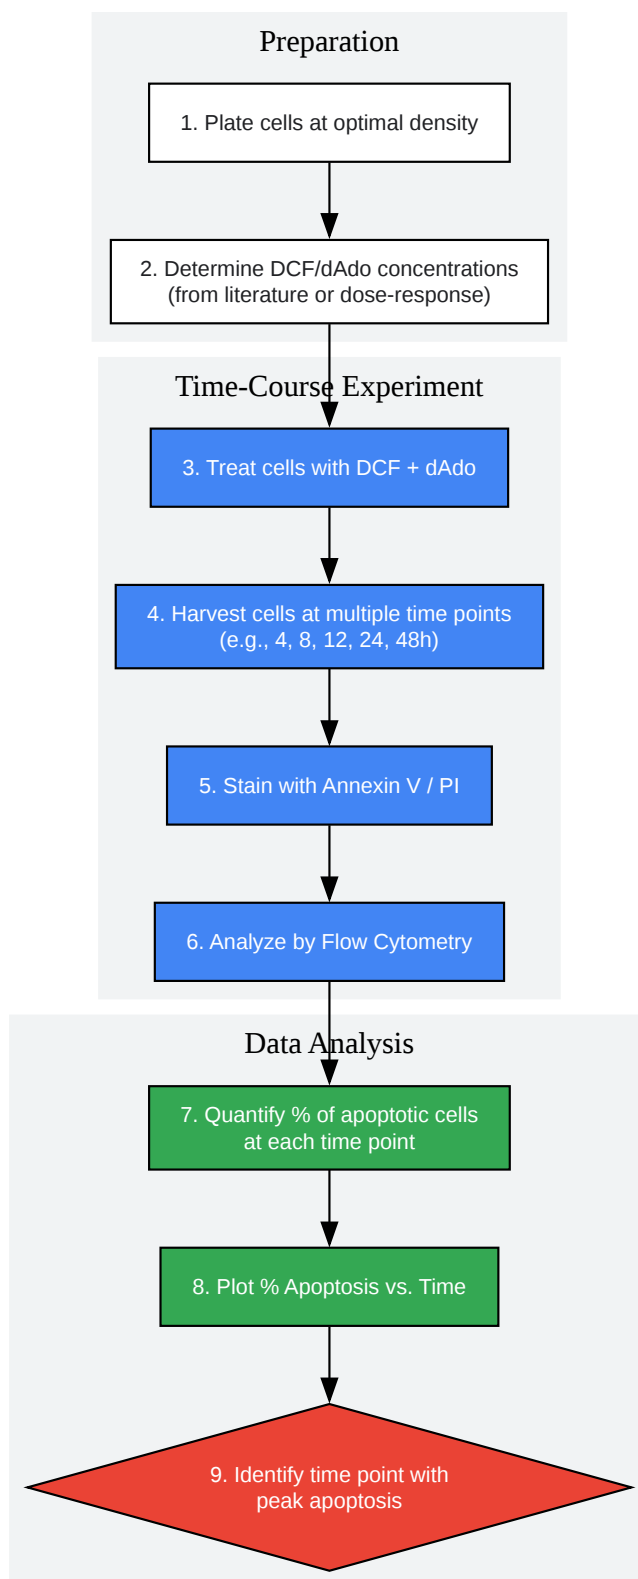 Preparation
1. Plate cells at optimal density
2. Determine DCF/dAdo concentrations
(from literature or dose-response)
Time-Course Experiment
3. Treat cells with DCF + dAdo
4. Harvest cells at multiple time points
(e.g., 4, 8, 12, 24, 48h)
5. Stain with Annexin V / PI
6. Analyze by Flow Cytometry
Data Analysis
7. Quantify % of apoptotic cells
at each time point
8. Plot % Apoptosis vs. Time
9. Identify time point with
peak apoptosis